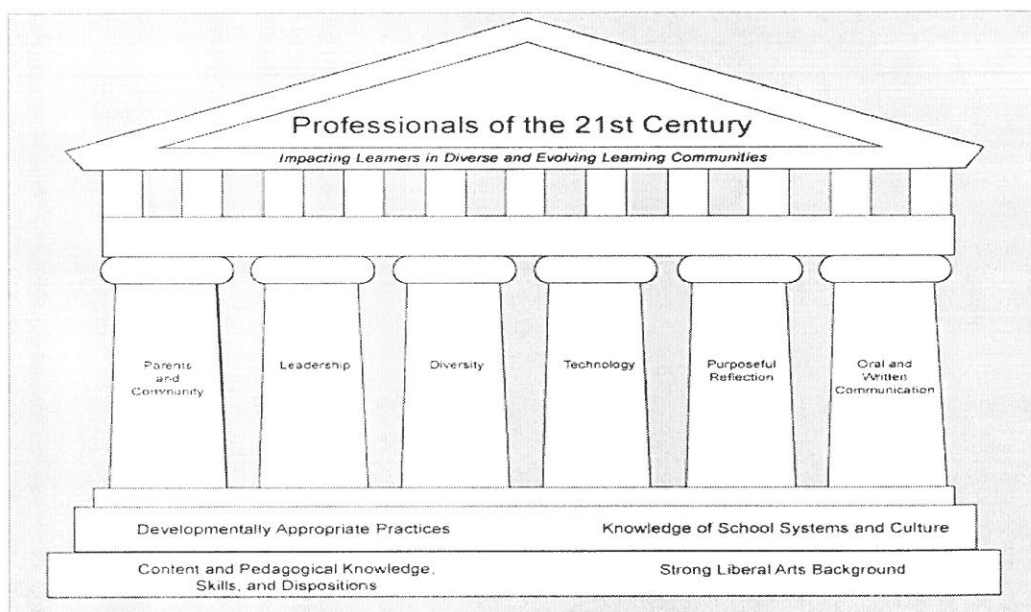 Professionals of the 21st Century
Impacting Learners in Diverse and Evolving Learning Communities
Parents
and
Community
Leadership
Diversity
Technology
Purposeful
Reflection
Oral and
Written
Communication
Developmentally Appropriate Practices
Knowledge of School Systems and Culture
Content and Pedagogical Knowledge,
Skills, and Dispositions
Strong Liberal Arts Background